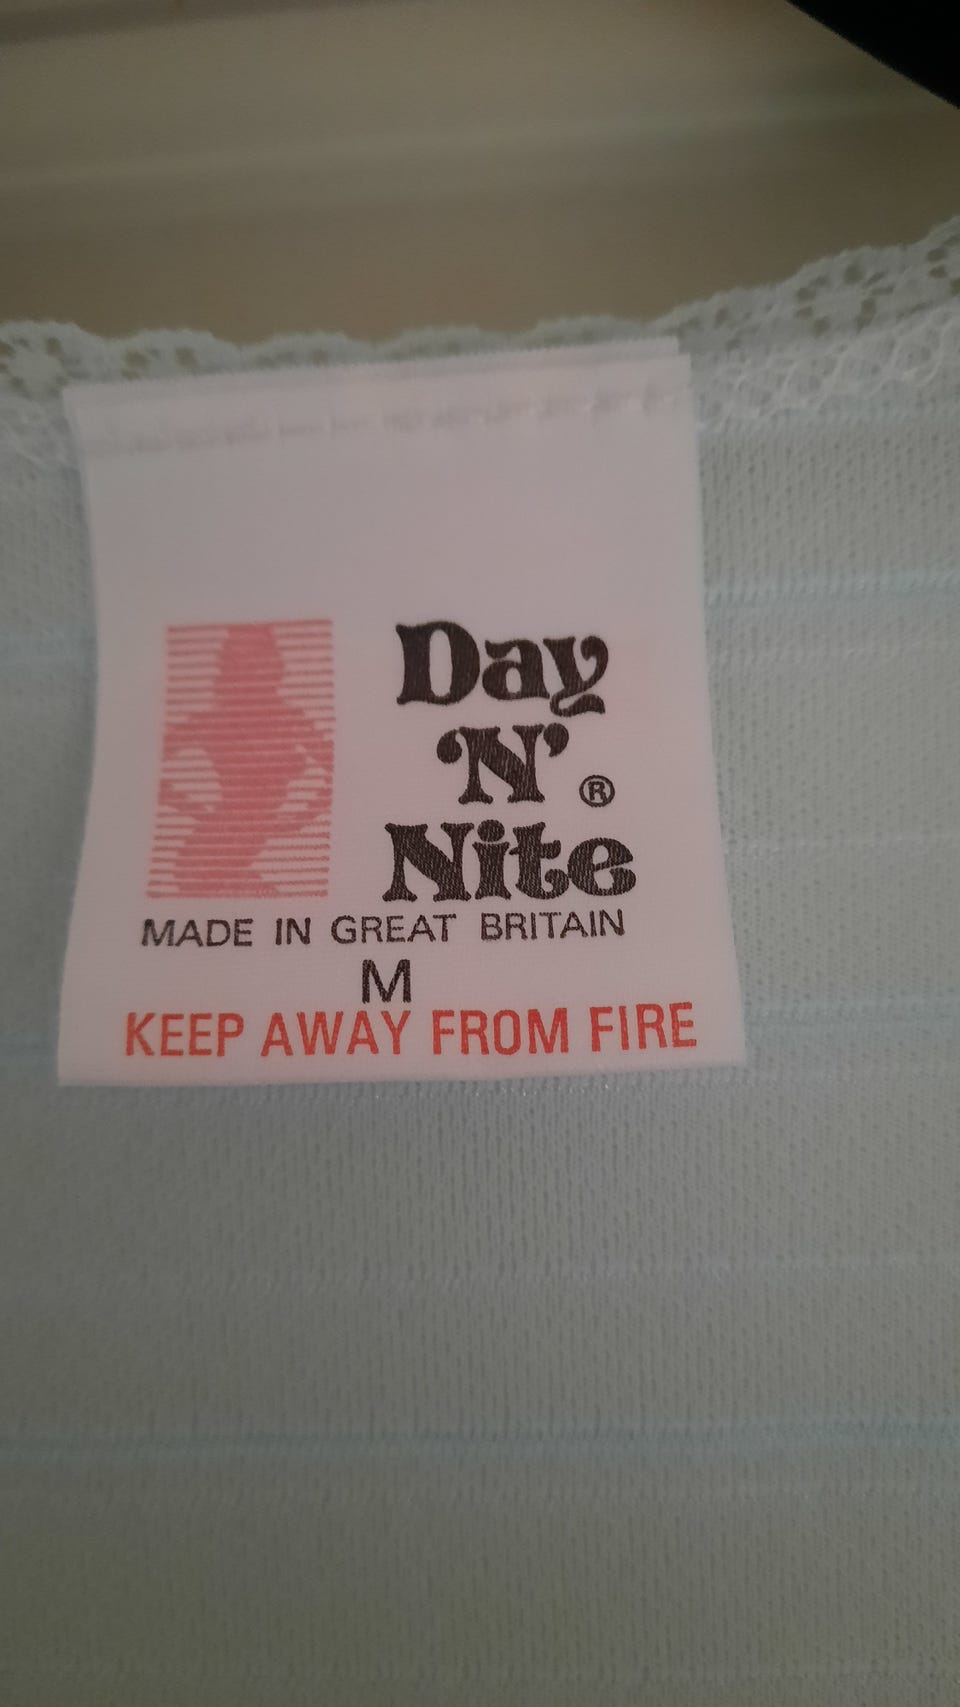 Day
'N'
®
Nite
MADE IN GREAT BRITAIN
M
KEEP AWAY FROM FIRE